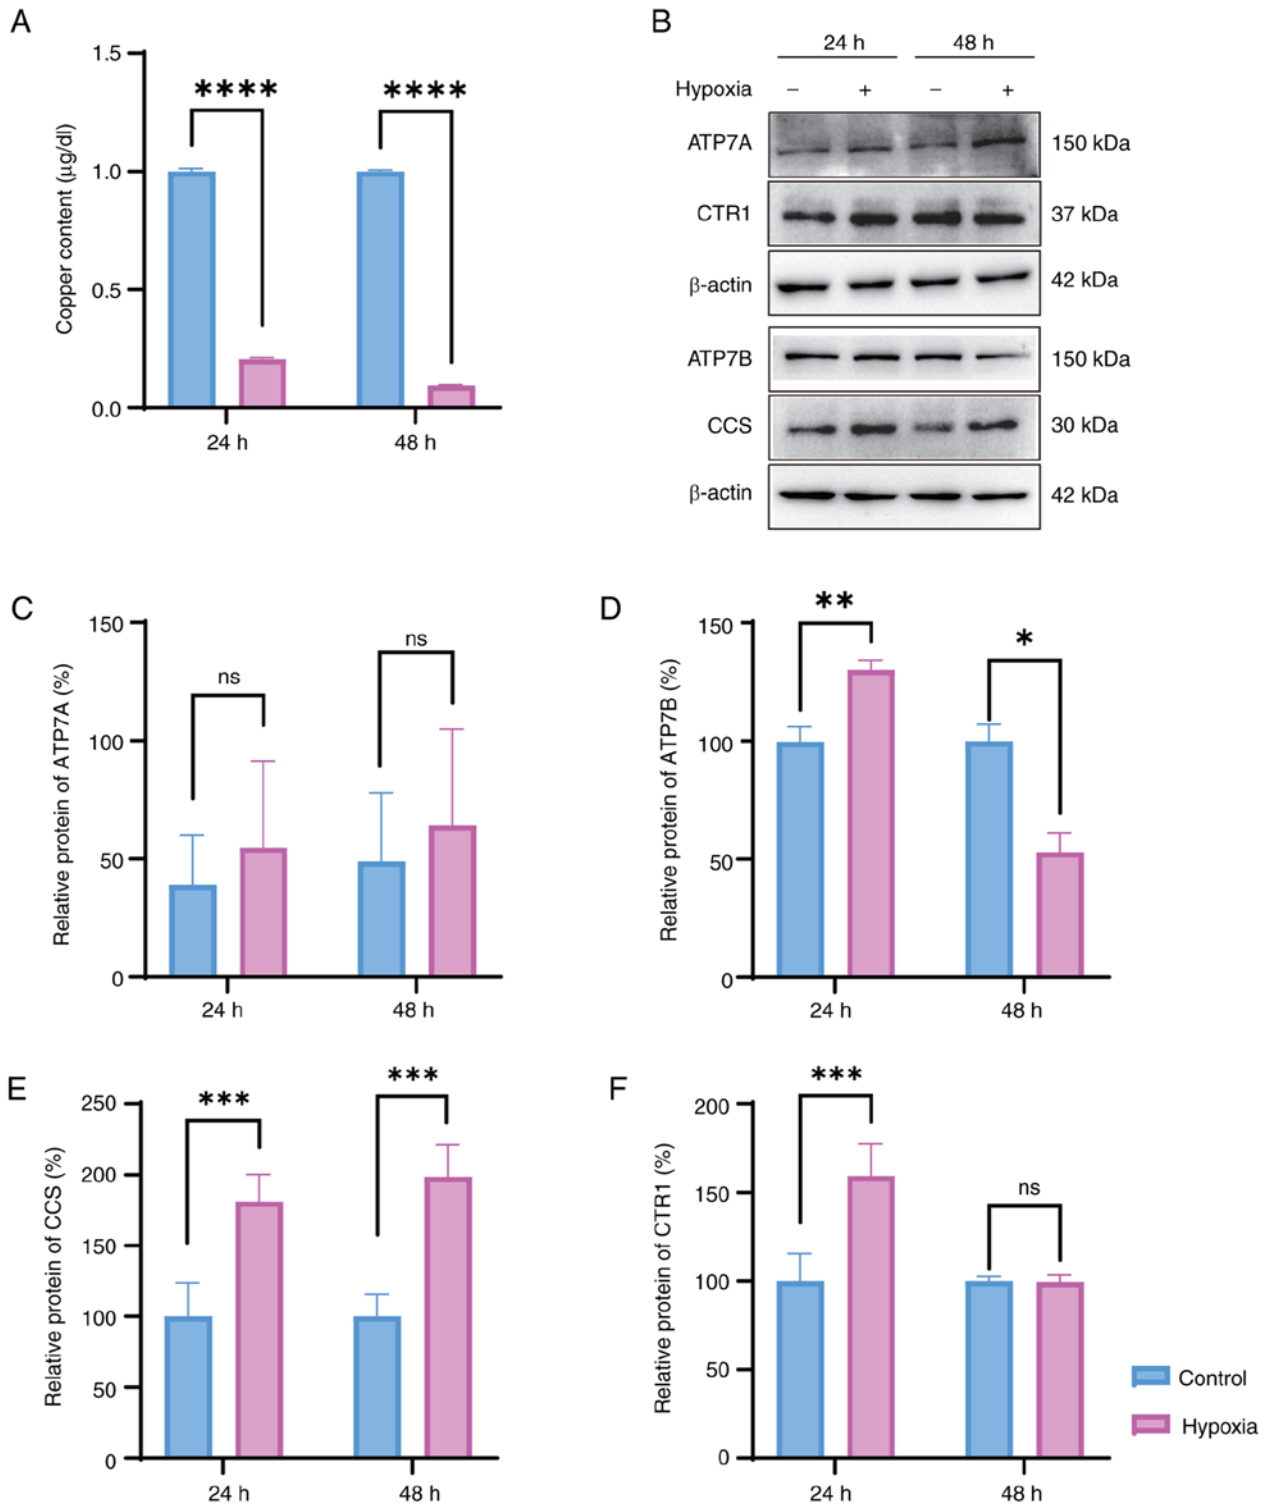 A
1.5
1.0
0.5
0.0
Copper content (µg/dl)
****
****
24 h
48 h
B
24 h
48 h
Hypoxia
− + − +
ATP7A
150 kDa
CTR1
37 kDa
β-actin
42 kDa
ATP7B
150 kDa
CCS
30 kDa
β-actin
42 kDa
C
150
100
50
0
Relative protein of ATP7A (%)
ns
ns
24 h
48 h
D
150
100
50
0
Relative protein of ATP7B (%)
**
*
24 h
48 h
E
250
200
150
100
50
0
Relative protein of CCS (%)
***
***
24 h
48 h
F
200
150
100
50
0
Relative protein of CTR1 (%)
***
ns
24 h
48 h
Control
Hypoxia